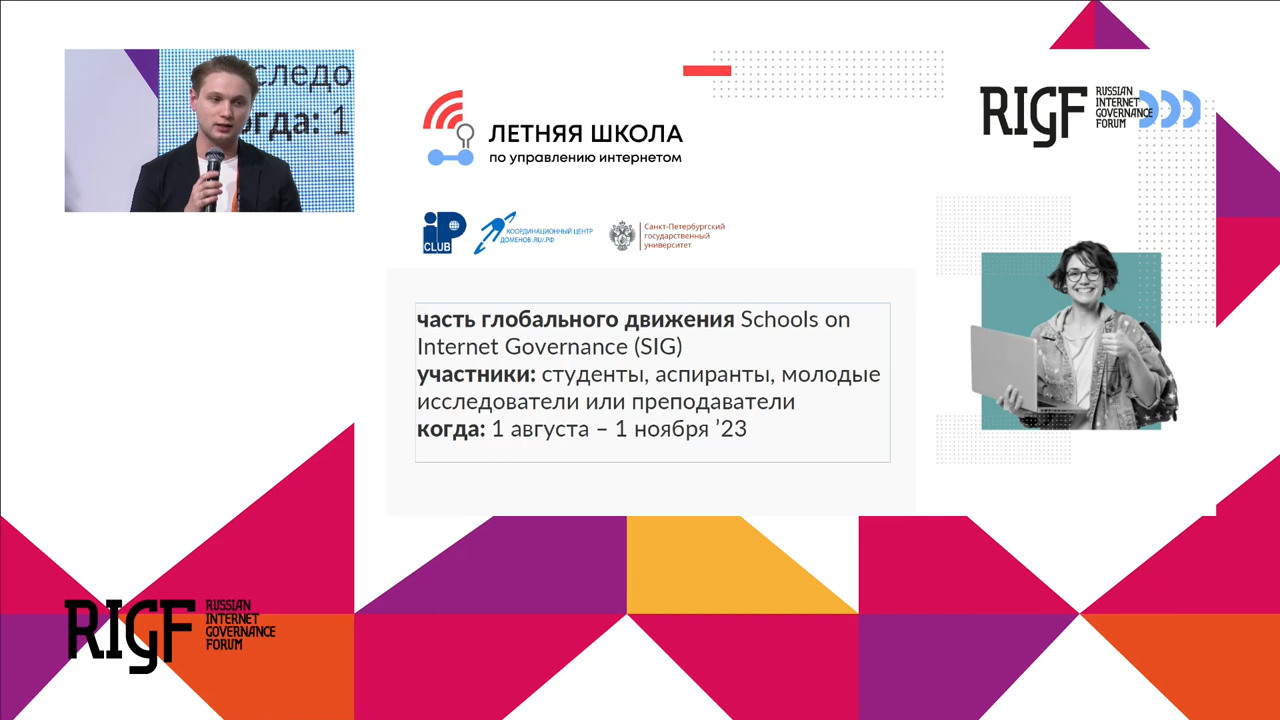 следо
огда: 1
ЛЕТНЯЯ ШКОЛА
по управлению интернетом
RIGF
RUSSIAN
INTERNET
GOVERNANCE
FORUM
iP
CLUB
КООРДИНАЦИОННЫЙ ЦЕНТР
ДОМЕНОВ .RU/.РФ
Санкт-Петербургский
государственный
университет
часть глобального движения Schools on
Internet Governance (SIG)
участники: студенты, аспиранты, молодые
исследователи или преподаватели
когда: 1 августа – 1 ноября ’23
RIGF
RUSSIAN
INTERNET
GOVERNANCE
FORUM